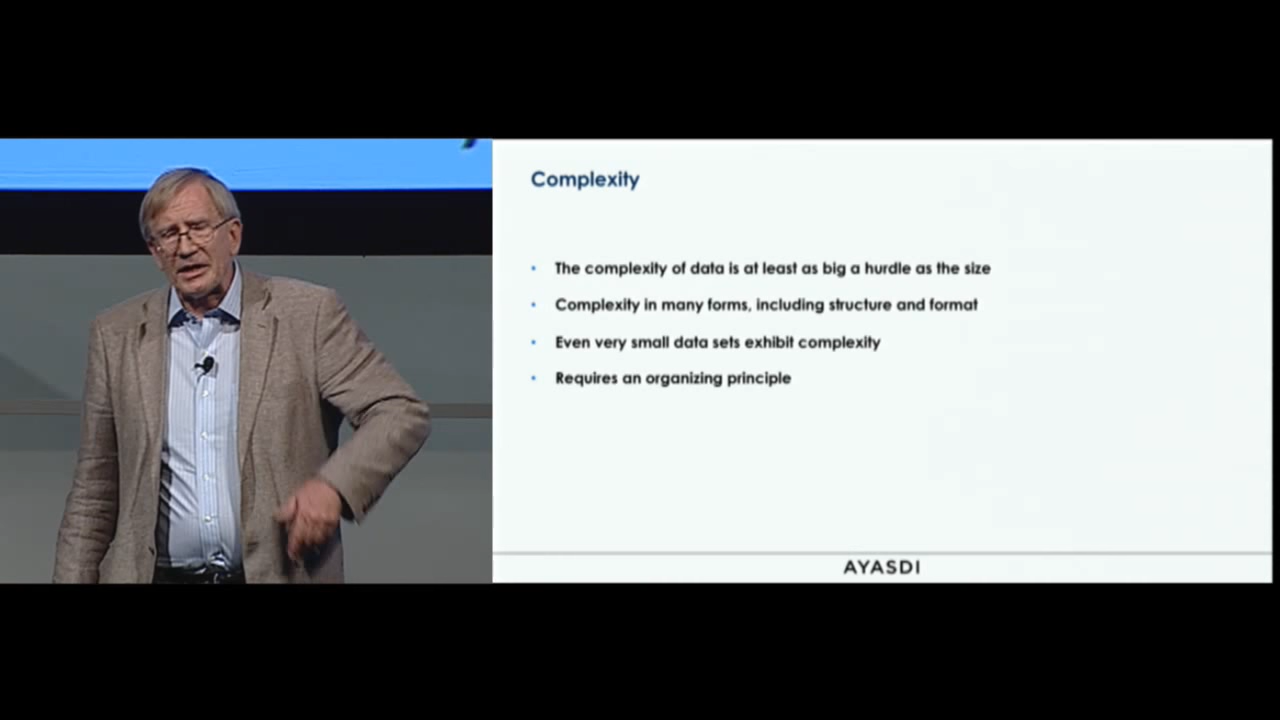 Complexity
• The complexity of data is at least as big a hurdle as the size
• Complexity in many forms, including structure and format
• Even very small data sets exhibit complexity
• Requires an organizing principle
AYASDI